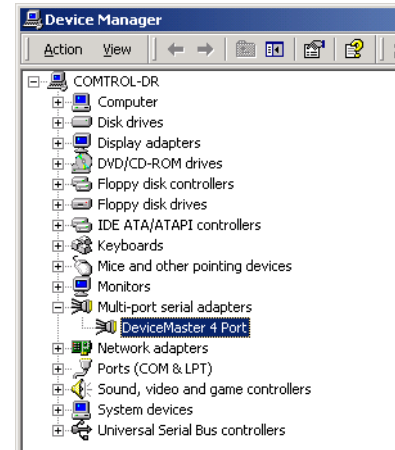 Device Manager
Action View
COMTROL-DR
Computer
Disk drives
Display adapters
DVD/CD-ROM drives
Floppy disk controllers
Floppy disk drives
IDE ATA/ATAPI controllers
Keyboards
Mice and other pointing devices
Monitors
Multi-port serial adapters
DeviceMaster 4 Port
Network adapters
Ports (COM & LPT)
Sound, video and game controllers
System devices
Universal Serial Bus controllers